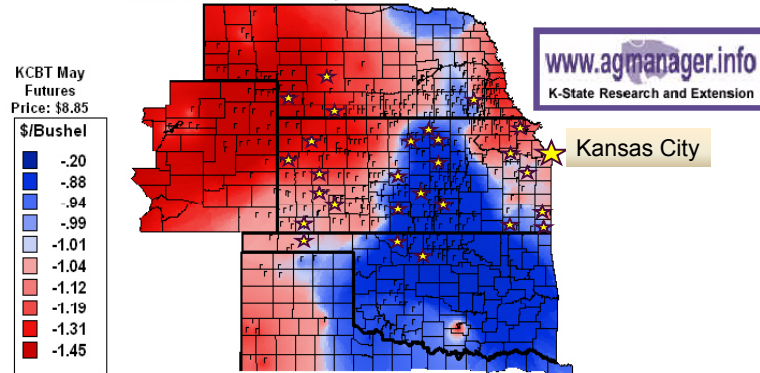 www.agmanager.info
K-State Research and Extension
KCBT May
Futures
Price: $8.85
$/Bushel
-.20
-.88
-.94
-.99
-1.01
-1.04
-1.12
-1.19
-1.31
-1.45
Kansas City